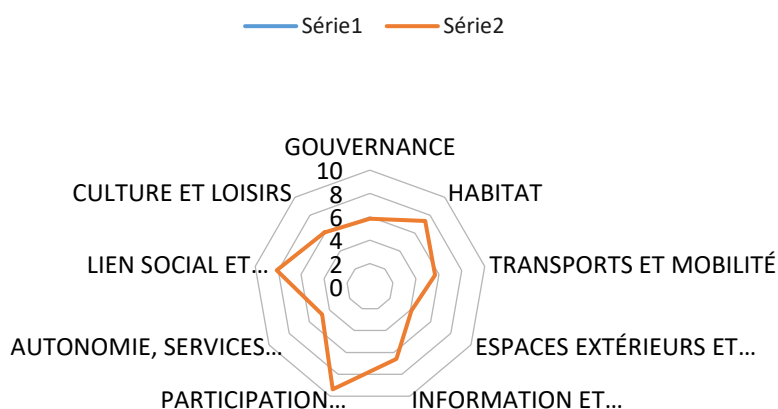 Série1 Série2
GOUVERNANCE
10
CULTURE ET LOISIRS 8 HABITAT
6
4
LIEN SOCIAL ET... 2 TRANSPORTS ET MOBILITÉ
0
AUTONOMIE, SERVICES... ESPACES EXTÉRIEURS ET...
PARTICIPATION... INFORMATION ET...